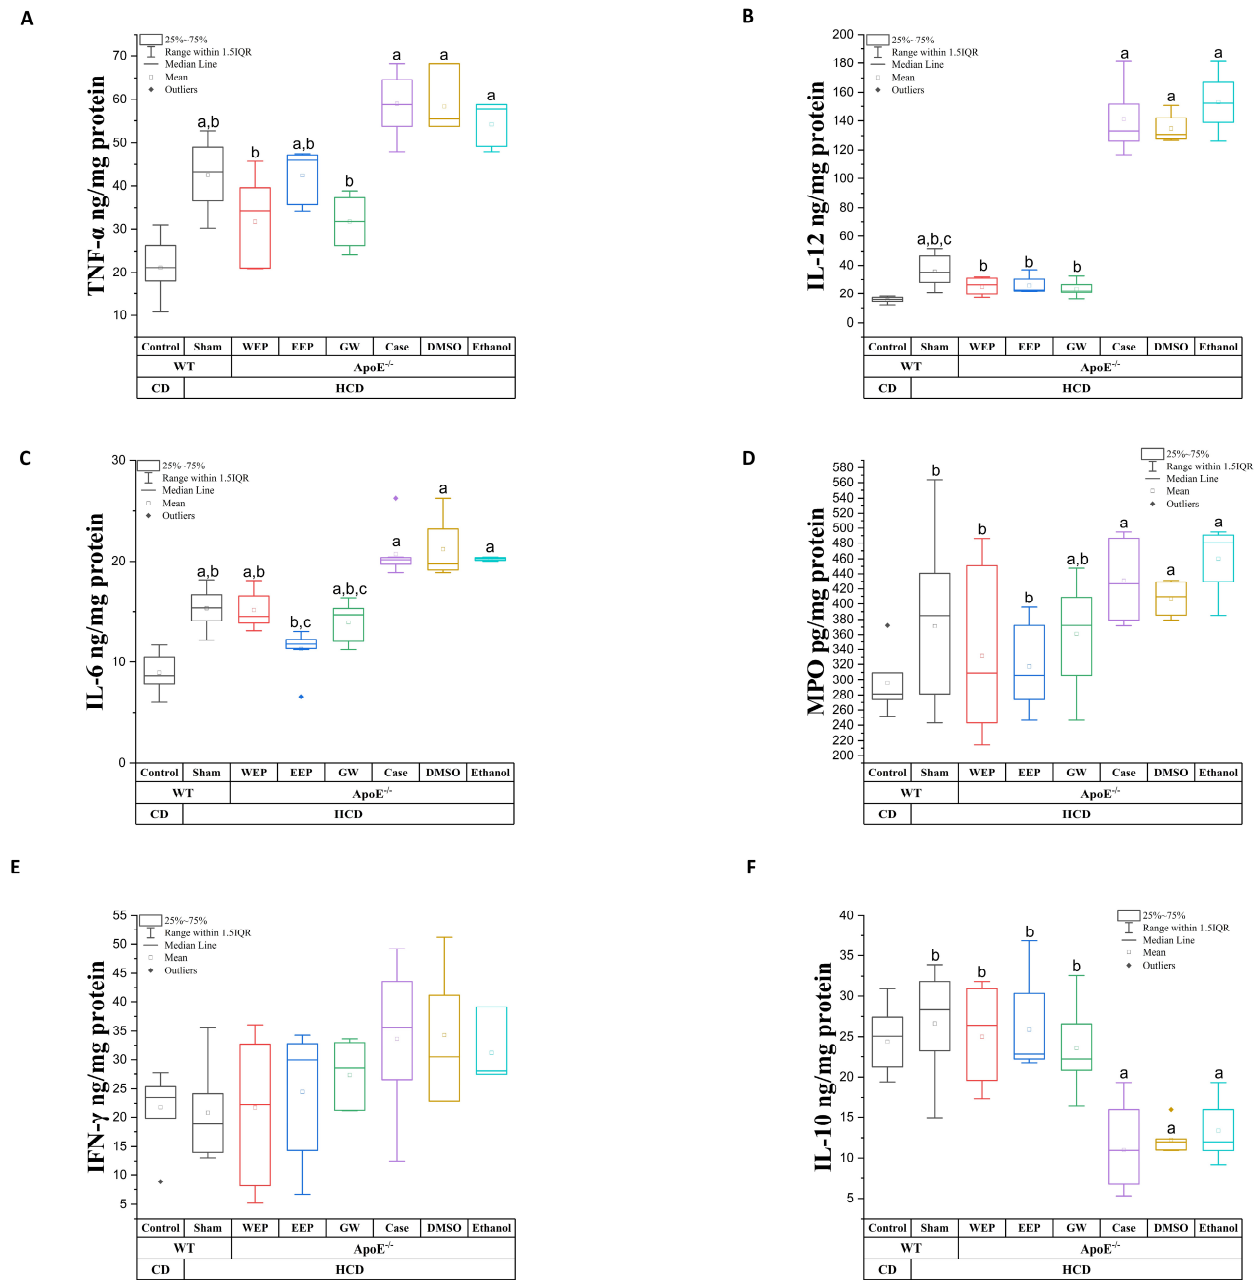 A
25%~75%
Range within 1.5IQR
Median Line
Mean
Outliers
TNF-α ng/mg protein
70
60
50
40
30
20
10
a,b
b
a,b
b
a
a
a
Control Sham WEP EEP GW Case DMSO Ethanol
WT ApoE-/-
CD HCD
B
25%~75%
Range within 1.5IQR
Median Line
Mean
Outliers
IL-12 ng/mg protein
200
180
160
140
120
100
80
60
40
20
0
a,b,c
b
b
b
a
a
a
Control Sham WEP EEP GW Case DMSO Ethanol
WT ApoE-/-
CD HCD
C
25% -75%
Range within 1.5IQR
Median Line
Mean
Outliers
IL-6 ng/mg protein
30
20
10
0
a,b
a,b
b,c
a,b,c
a
a
a
Control Sham WEP EEP GW Case DMSO Ethanol
WT ApoE-/-
CD HCD
D
25%~75%
Range within 1.5IQR
Median Line
Mean
Outliers
MPO pg/mg protein
580
560
540
520
500
480
460
440
420
400
380
360
340
320
300
280
260
240
220
200
b
b
b
a,b
a
a
a
Control Sham WEP EEP GW Case DMSO Ethanol
WT ApoE-/-
CD HCD
E
25%~75%
Range within 1.5IQR
Median Line
Mean
Outliers
IFN-γ ng/mg protein
55
50
45
40
35
30
25
20
15
10
5
Control Sham WEP EEP GW Case DMSO Ethanol
WT ApoE-/-
CD HCD
F
25%~75%
Range within 1.5IQR
Median Line
Mean
Outliers
IL-10 ng/mg protein
40
35
30
25
20
15
10
5
b
b
b
b
a
a
a
Control Sham WEP EEP GW Case DMSO Ethanol
WT ApoE-/-
CD HCD